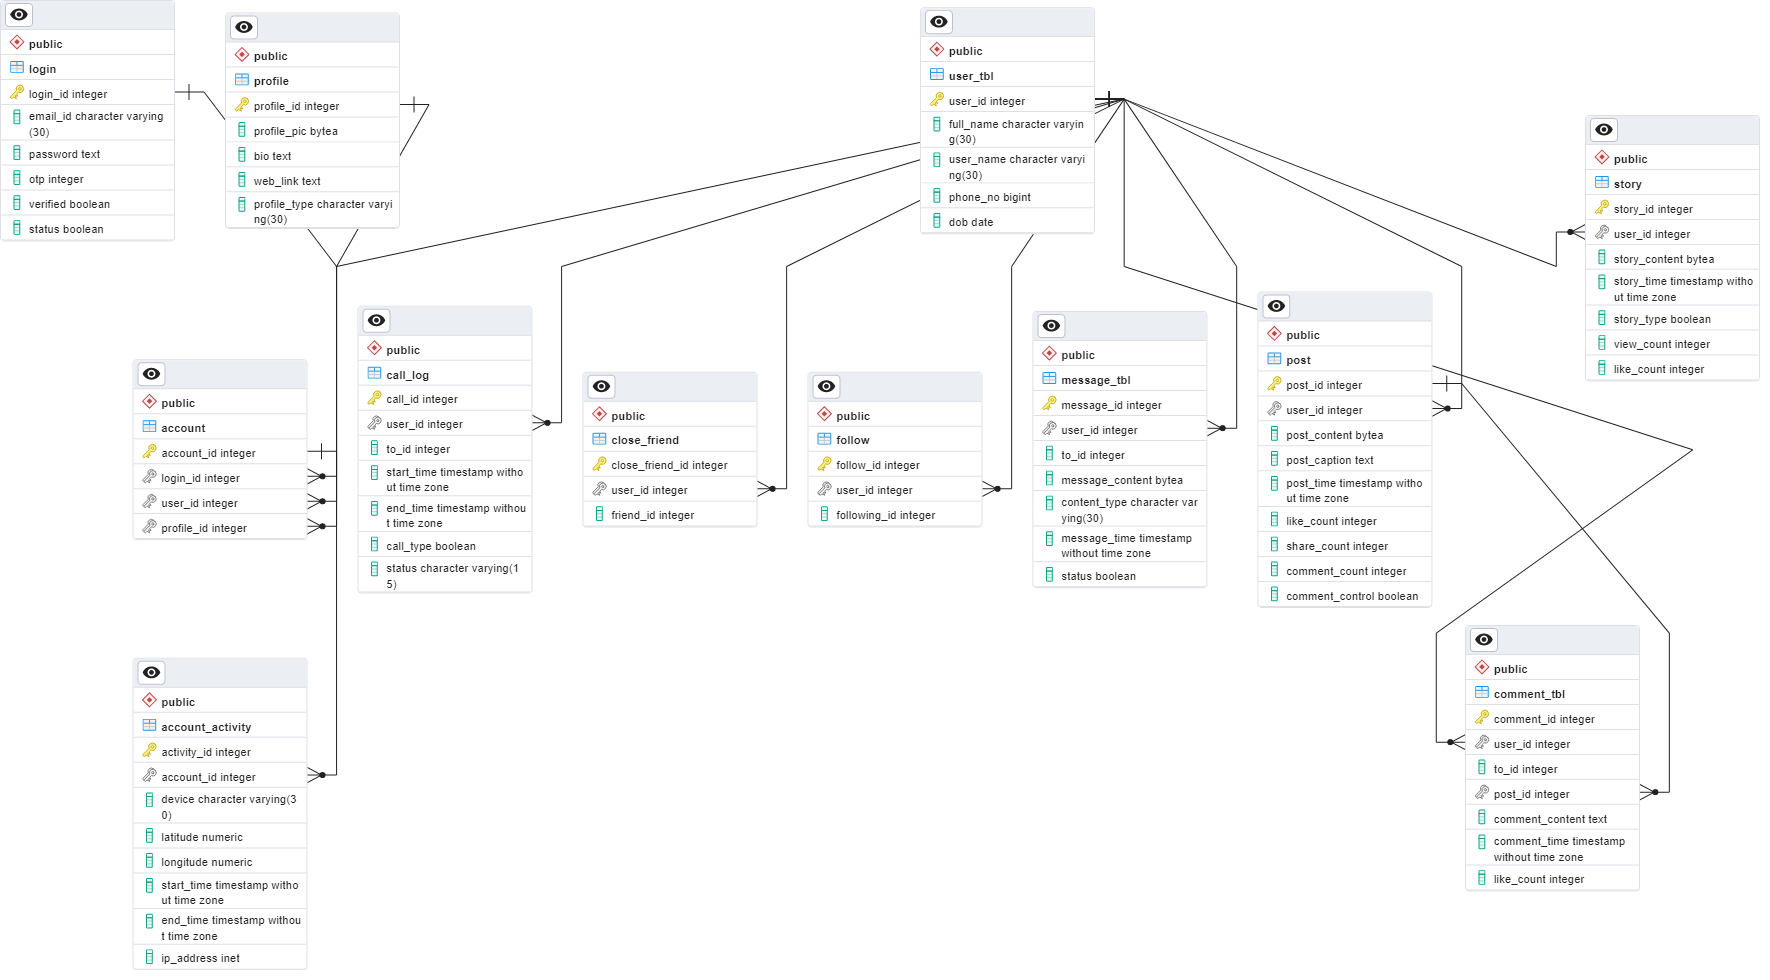 public
login
login_id integer
email_id character varying
(30)
password text
otp integer
verified boolean
status boolean
public
profile
profile_id integer
profile_pic bytea
bio text
web_link text
profile_type character varyi
ng(30)
public
user_tbl
user_id integer
full_name character varyin
g(30)
user_name character varyi
ng(30)
phone_no bigint
dob date
public
story
story_id integer
user_id integer
story_content bytea
story_time timestamp witho
ut time zone
story_type boolean
view_count integer
like_count integer
public
account
account_id integer
login_id integer
user_id integer
profile_id integer
public
call_log
call_id integer
user_id integer
to_id integer
start_time timestamp witho
ut time zone
end_time timestamp withou
t time zone
call_type boolean
status character varying(1
5)
public
close_friend
close_friend_id integer
user_id integer
friend_id integer
public
follow
follow_id integer
user_id integer
following_id integer
public
message_tbl
message_id integer
user_id integer
to_id integer
message_content bytea
content_type character var
ying(30)
message_time timestamp
without time zone
status boolean
public
post
post_id integer
user_id integer
post_content bytea
post_caption text
post_time timestamp witho
ut time zone
like_count integer
share_count integer
comment_count integer
comment_control boolean
public
account_activity
activity_id integer
account_id integer
device character varying(3
0)
latitude numeric
longitude numeric
start_time timestamp witho
ut time zone
end_time timestamp withou
t time zone
ip_address inet
public
comment_tbl
comment_id integer
user_id integer
to_id integer
post_id integer
comment_content text
comment_time timestamp
without time zone
like_count integer